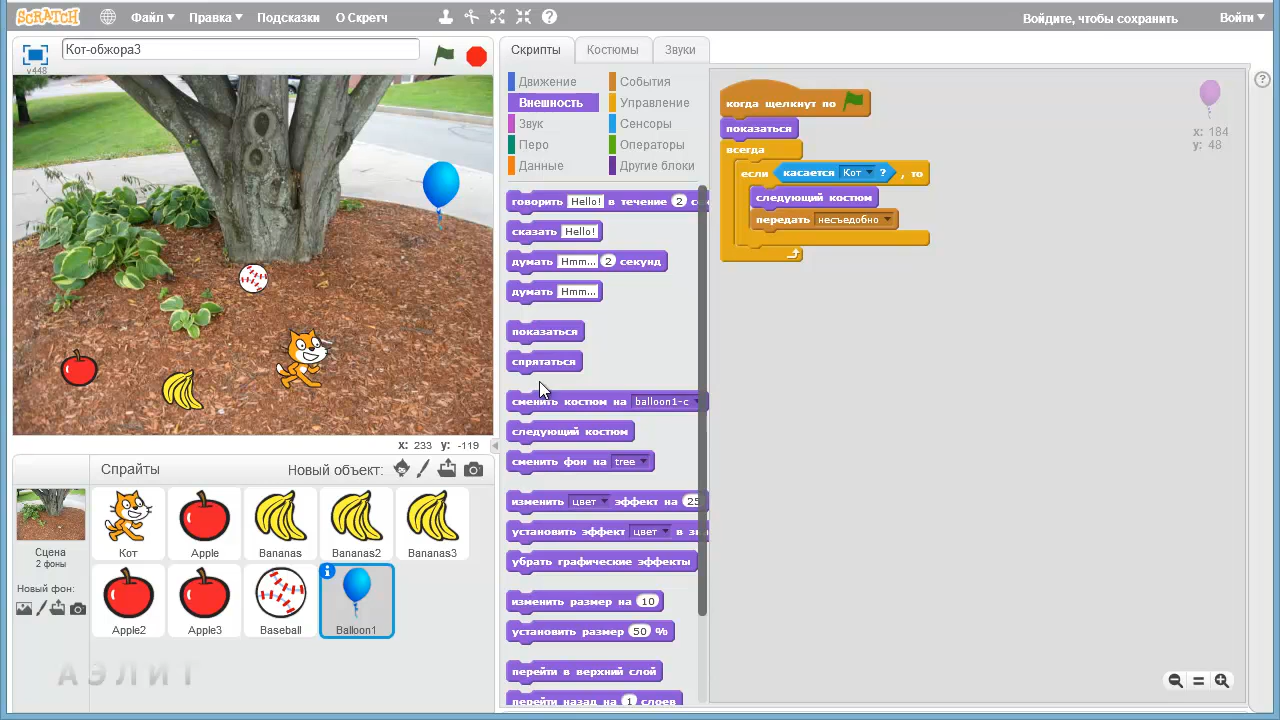 SCRATCH
Файл
Правка
Подсказки
О Скретч
Войдите, чтобы сохранить
Войти
v448
Кот-обжора3
x: 233 y: -119
Спрайты
Новый объект:
Сцена
2 фоны
Новый фон:
Кот
Apple
Bananas
Bananas2
Bananas3
Apple2
Apple3
Baseball
Balloon1
АЭЛИТ
Скрипты
Костюмы
Звуки
Движение
События
Внешность
Управление
Звук
Сенсоры
Перо
Операторы
Данные
Другие блоки
говорить Hello! в течение 2
сказать Hello!
думать Hmm... 2 секунд
думать Hmm...
показаться
спрятаться
сменить костюм на balloon1-c
следующий костюм
сменить фон на tree
изменить цвет эффект на 25
установить эффект цвет в
убрать графические эффекты
изменить размер на 10
установить размер 50 %
перейти в верхний слой
перейти назад на 1 слоев
когда щелкнут по
показаться
всегда
если касается Кот ? , то
следующий костюм
передать несъедобно
x: 184
y: 48